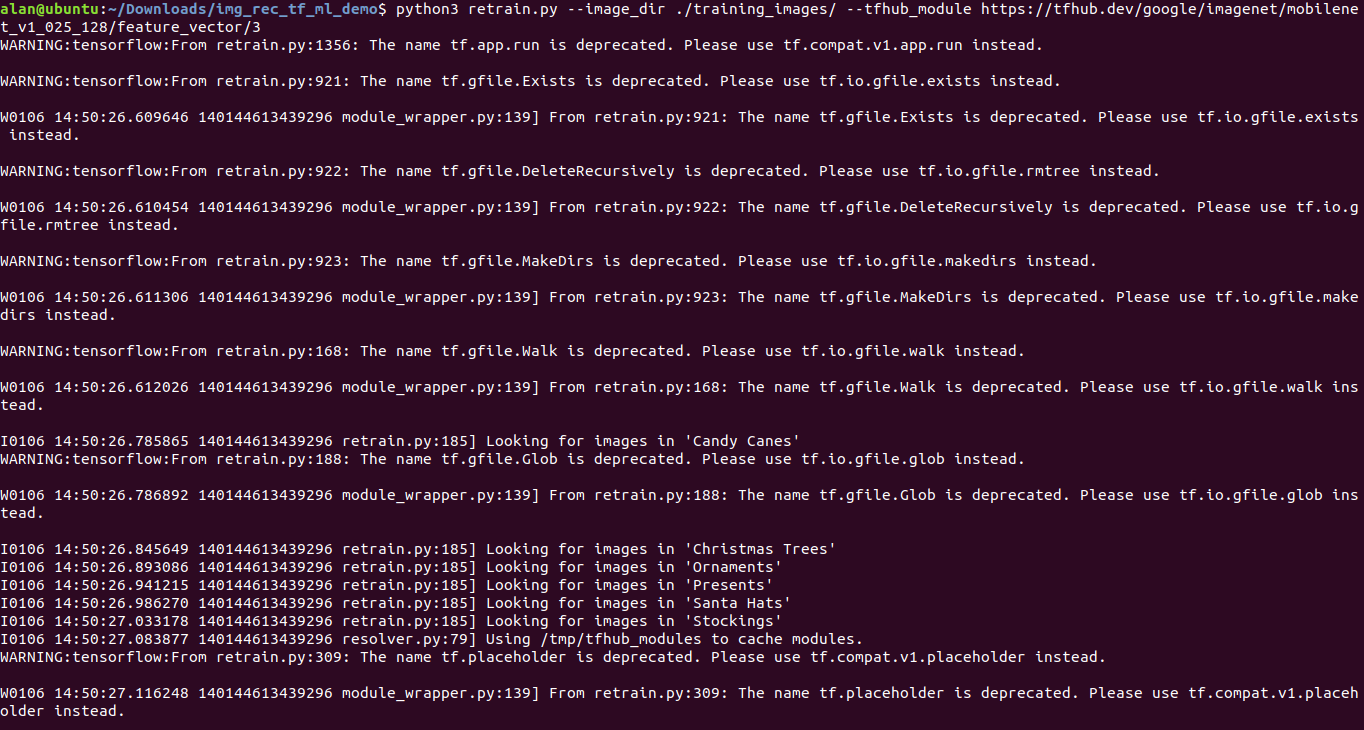 alan@ubuntu:~/Downloads/img_rec_tf_ml_demo$ python3 retrain.py --image_dir ./training_images/ --tfhub_module https://tfhub.dev/google/imagenet/mobilene
t_v1_025_128/feature_vector/3
WARNING:tensorflow:From retrain.py:1356: The name tf.app.run is deprecated. Please use tf.compat.v1.app.run instead.
WARNING:tensorflow:From retrain.py:921: The name tf.gfile.Exists is deprecated. Please use tf.io.gfile.exists instead.
W0106 14:50:26.609646 140144613439296 module_wrapper.py:139] From retrain.py:921: The name tf.gfile.Exists is deprecated. Please use tf.io.gfile.exists
 instead.
WARNING:tensorflow:From retrain.py:922: The name tf.gfile.DeleteRecursively is deprecated. Please use tf.io.gfile.rmtree instead.
W0106 14:50:26.610454 140144613439296 module_wrapper.py:139] From retrain.py:922: The name tf.gfile.DeleteRecursively is deprecated. Please use tf.io.g
file.rmtree instead.
WARNING:tensorflow:From retrain.py:923: The name tf.gfile.MakeDirs is deprecated. Please use tf.io.gfile.makedirs instead.
W0106 14:50:26.611306 140144613439296 module_wrapper.py:139] From retrain.py:923: The name tf.gfile.MakeDirs is deprecated. Please use tf.io.gfile.make
dirs instead.
WARNING:tensorflow:From retrain.py:168: The name tf.gfile.Walk is deprecated. Please use tf.io.gfile.walk instead.
W0106 14:50:26.612026 140144613439296 module_wrapper.py:139] From retrain.py:168: The name tf.gfile.Walk is deprecated. Please use tf.io.gfile.walk ins
tead.
I0106 14:50:26.785865 140144613439296 retrain.py:185] Looking for images in 'Candy Canes'
WARNING:tensorflow:From retrain.py:188: The name tf.gfile.Glob is deprecated. Please use tf.io.gfile.glob instead.
W0106 14:50:26.786892 140144613439296 module_wrapper.py:139] From retrain.py:188: The name tf.gfile.Glob is deprecated. Please use tf.io.gfile.glob ins
tead.
I0106 14:50:26.845649 140144613439296 retrain.py:185] Looking for images in 'Christmas Trees'
I0106 14:50:26.893086 140144613439296 retrain.py:185] Looking for images in 'Ornaments'
I0106 14:50:26.941215 140144613439296 retrain.py:185] Looking for images in 'Presents'
I0106 14:50:26.986270 140144613439296 retrain.py:185] Looking for images in 'Santa Hats'
I0106 14:50:27.033178 140144613439296 retrain.py:185] Looking for images in 'Stockings'
I0106 14:50:27.083877 140144613439296 resolver.py:79] Using /tmp/tfhub_modules to cache modules.
WARNING:tensorflow:From retrain.py:309: The name tf.placeholder is deprecated. Please use tf.compat.v1.placeholder instead.
W0106 14:50:27.116248 140144613439296 module_wrapper.py:139] From retrain.py:309: The name tf.placeholder is deprecated. Please use tf.compat.v1.placeh
older instead.